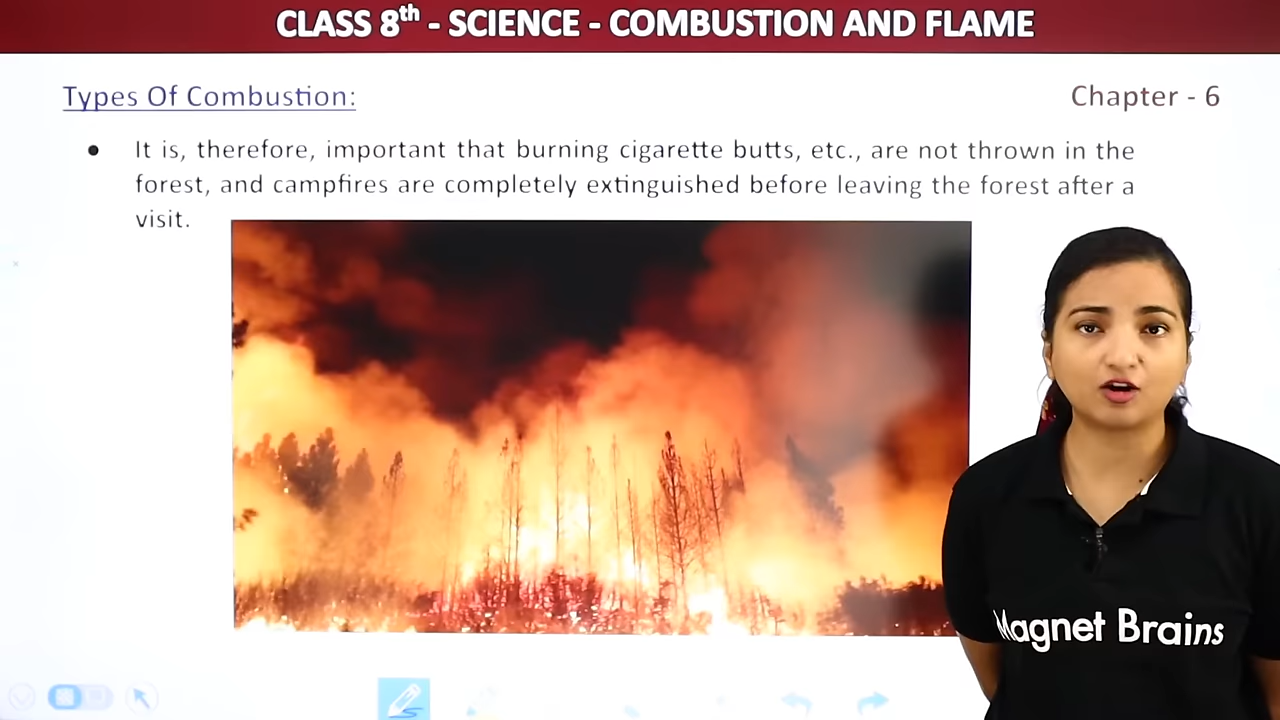 CLASS 8th - SCIENCE - COMBUSTION AND FLAME
Types Of Combustion:
Chapter - 6
● It is, therefore, important that burning cigarette butts, etc., are not thrown in the
forest, and campfires are completely extinguished before leaving the forest after a
visit.
Magnet Brains